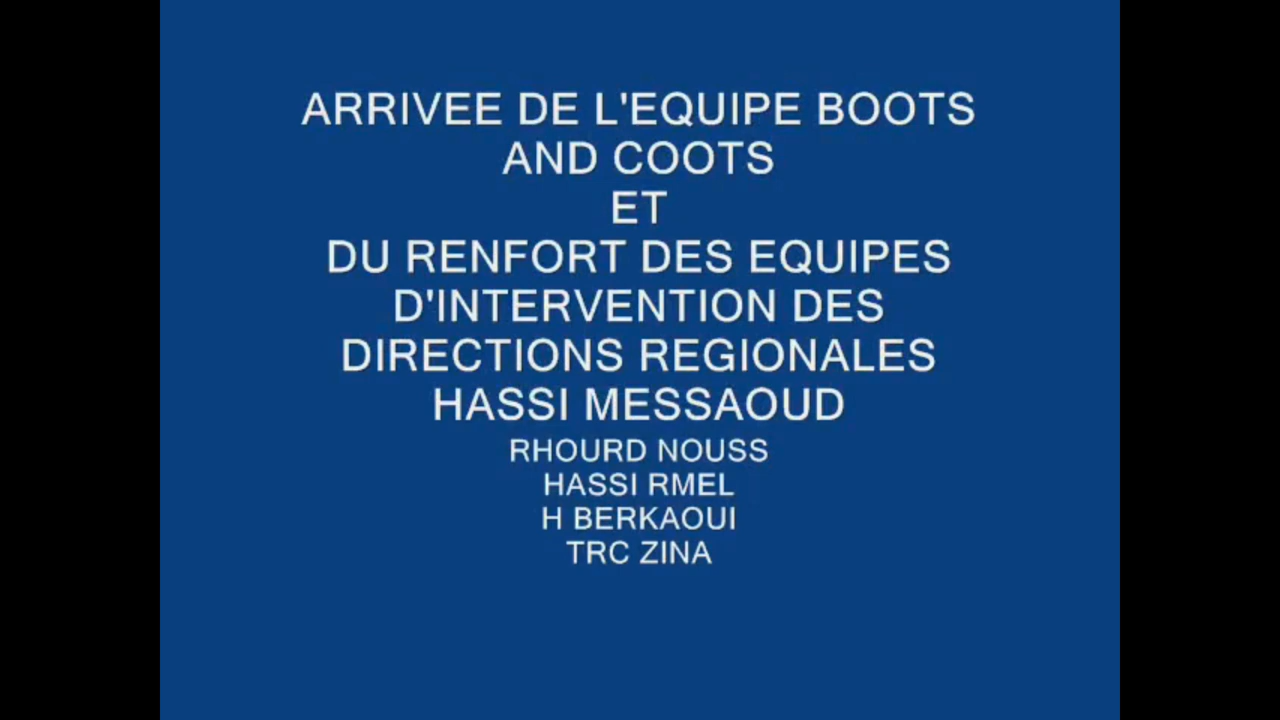 ARRIVEE DE L'EQUIPE BOOTS
AND COOTS
ET
DU RENFORT DES EQUIPES
D'INTERVENTION DES
DIRECTIONS REGIONALES
HASSI MESSAOUD
RHOURD NOUSS
HASSI RMEL
H BERKAOUI
TRC ZINA